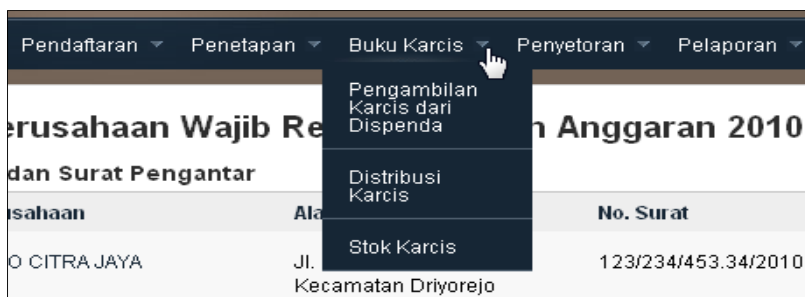 Pendaftaran Penetapan Buku Karcis Penyetoran Pelaporan
Pengambilan
Karcis dari
Dispenda
erusahaan Wajib Re n Anggaran 2010
dan Surat Pengantar
Distribusi
Karcis
usahaan Ala No. Surat
Stok Karcis
O CITRA JAYA Jl. 123/234/453.34/2010
Kecamatan Driyorejo